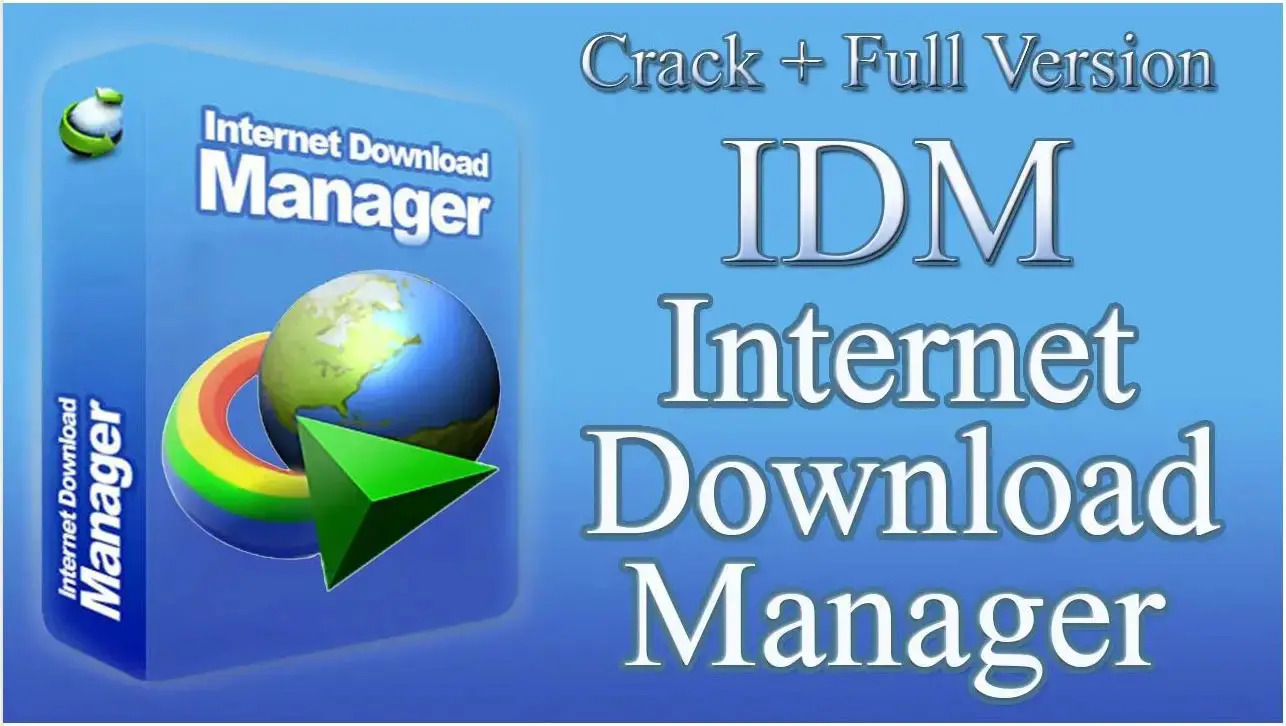 Crack + Full Version
IDM
Internet
Download
Manager
Internet Download
Manager
Internet Download
Manager